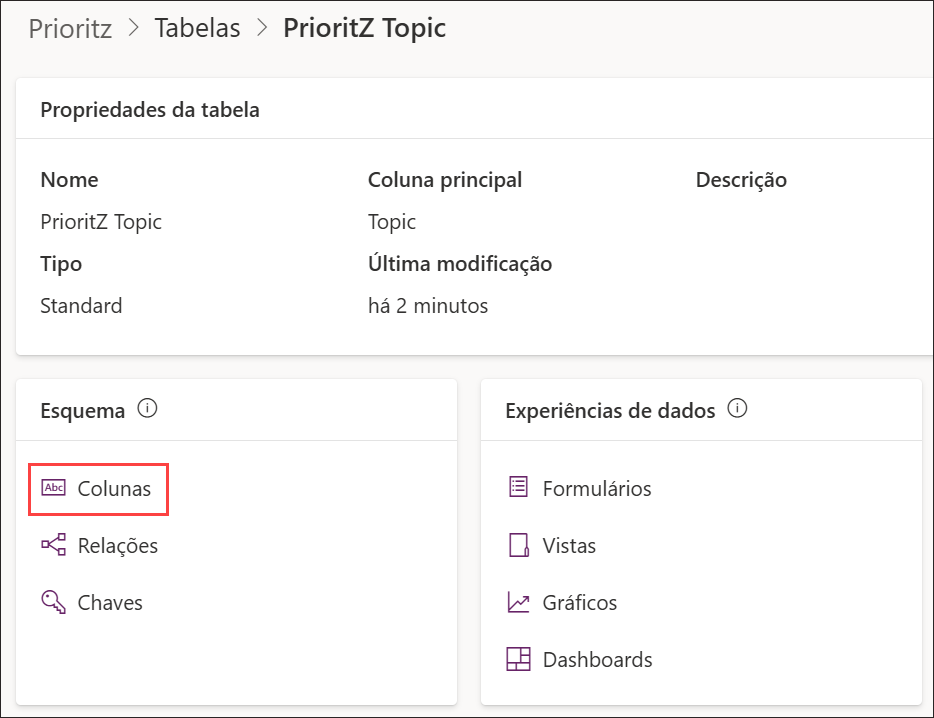 Prioritz > Tabelas > PrioritZ Topic
Propriedades da tabela
Nome
Coluna principal
Descrição
PrioritZ Topic
Topic
Tipo
Última modificação
Standard
há 2 minutos
Esquema
Abc Colunas
Relações
Chaves
Experiências de dados
Formulários
Vistas
Gráficos
Dashboards